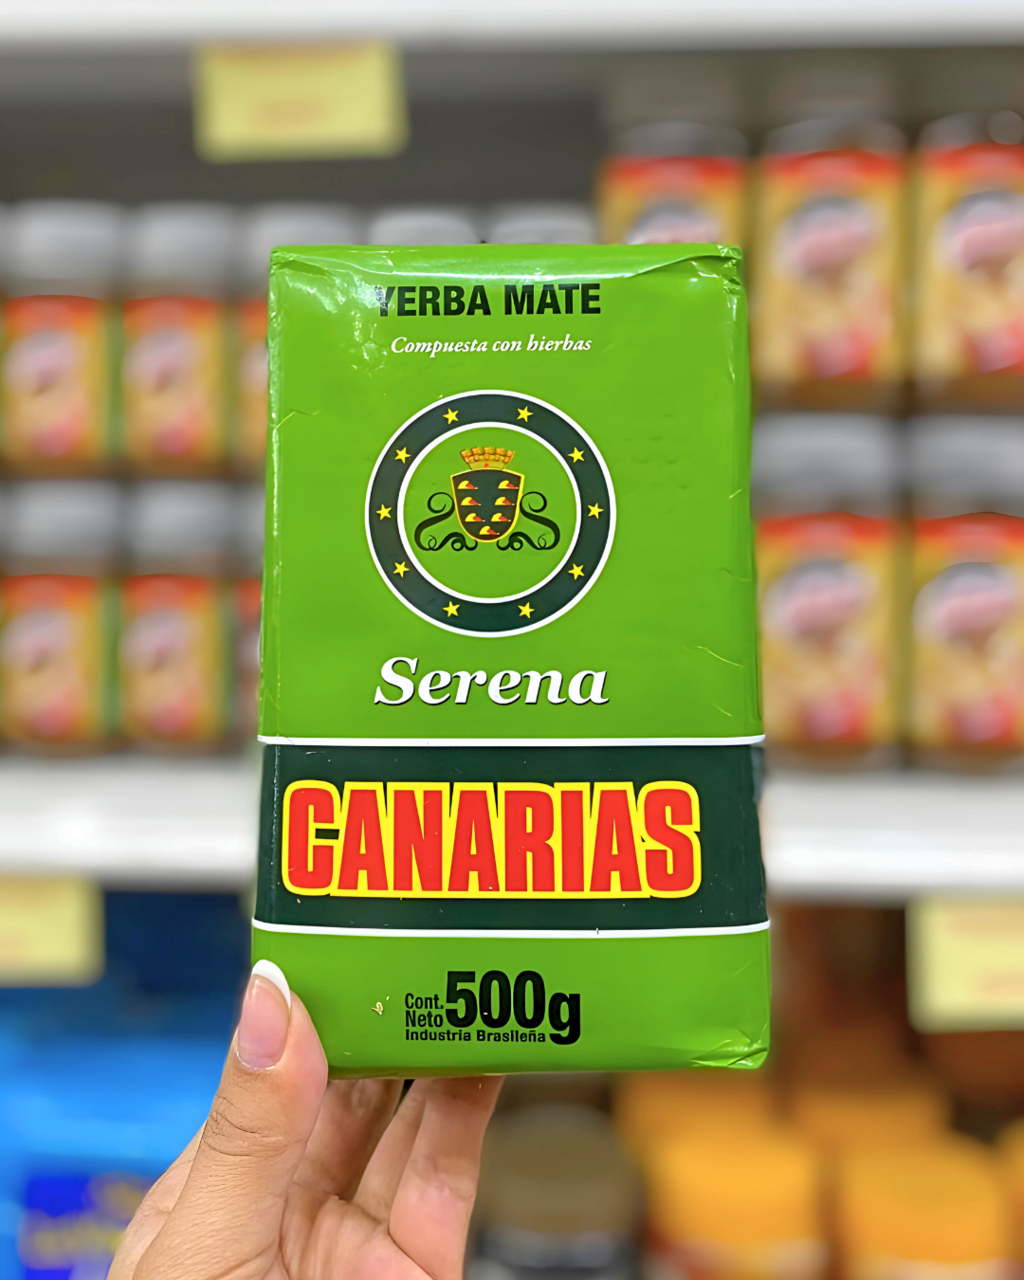 YERBA MATE
Compuesta con hierbas
Serena
CANARIAS
Cont.
Neto
500g
Industria Brasileña